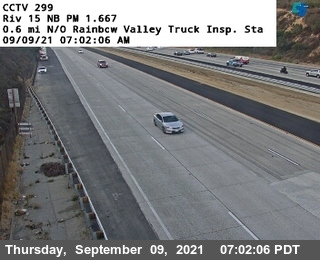 CCTV 299
Riv 15 NB PM 1.667
0.6 mi N/O Rainbow Valley Truck Insp. Sta
09/09/21 07:02:06 AM
Thursday, September 09, 2021 07:02:06 PDT